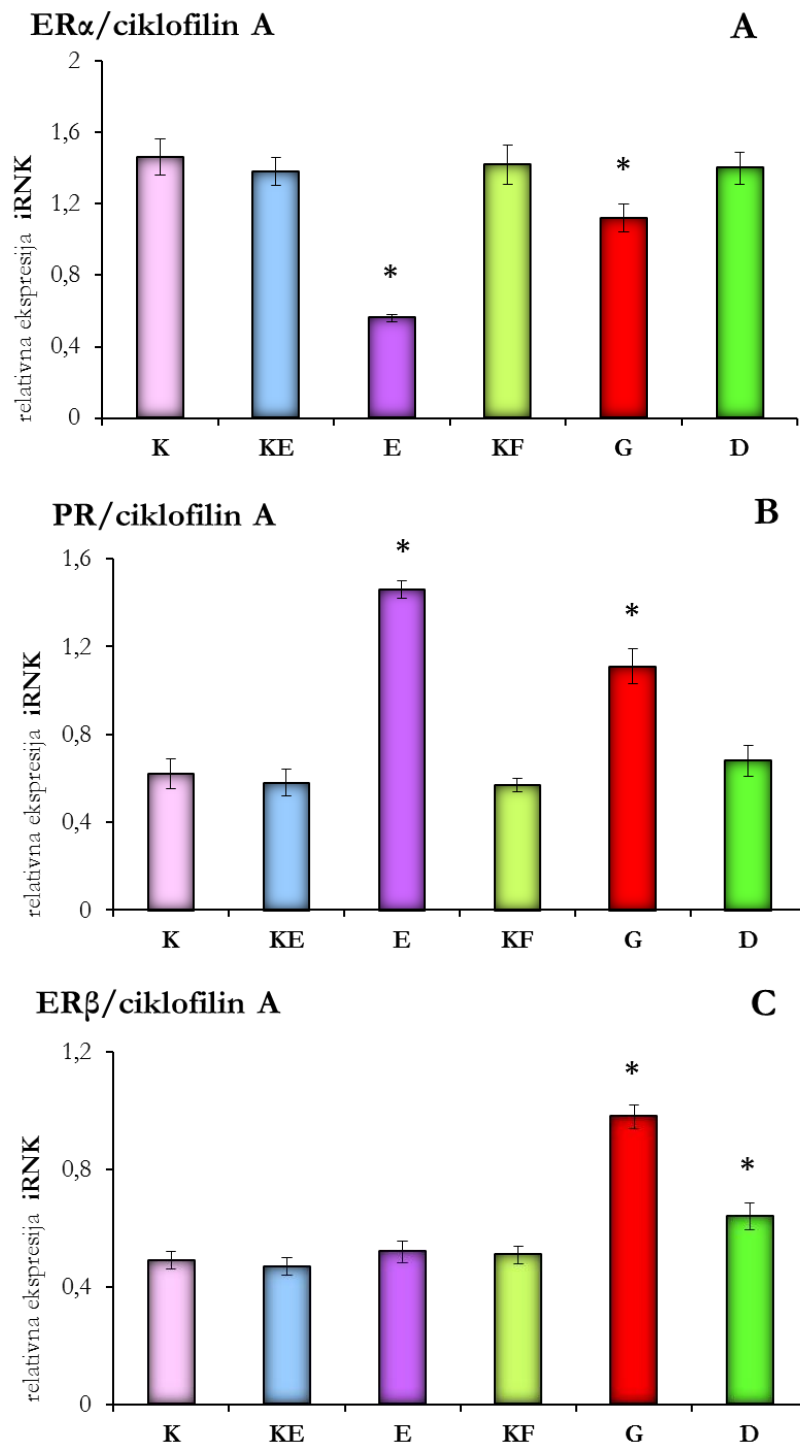 ERα/ciklofilin A A
2
1,6
1,2
0,8
0,4
0
relativna ekspresija iRNK
*
*
K KE E KF G D
PR/ciklofilin A B
1,6
1,2
0,8
0,4
0
relativna ekspresija iRNK
*
*
K KE E KF G D
ERβ/ciklofilin A C
1,2
0,8
0,4
0
relativna ekspresija iRNK
*
*
K KE E KF G D